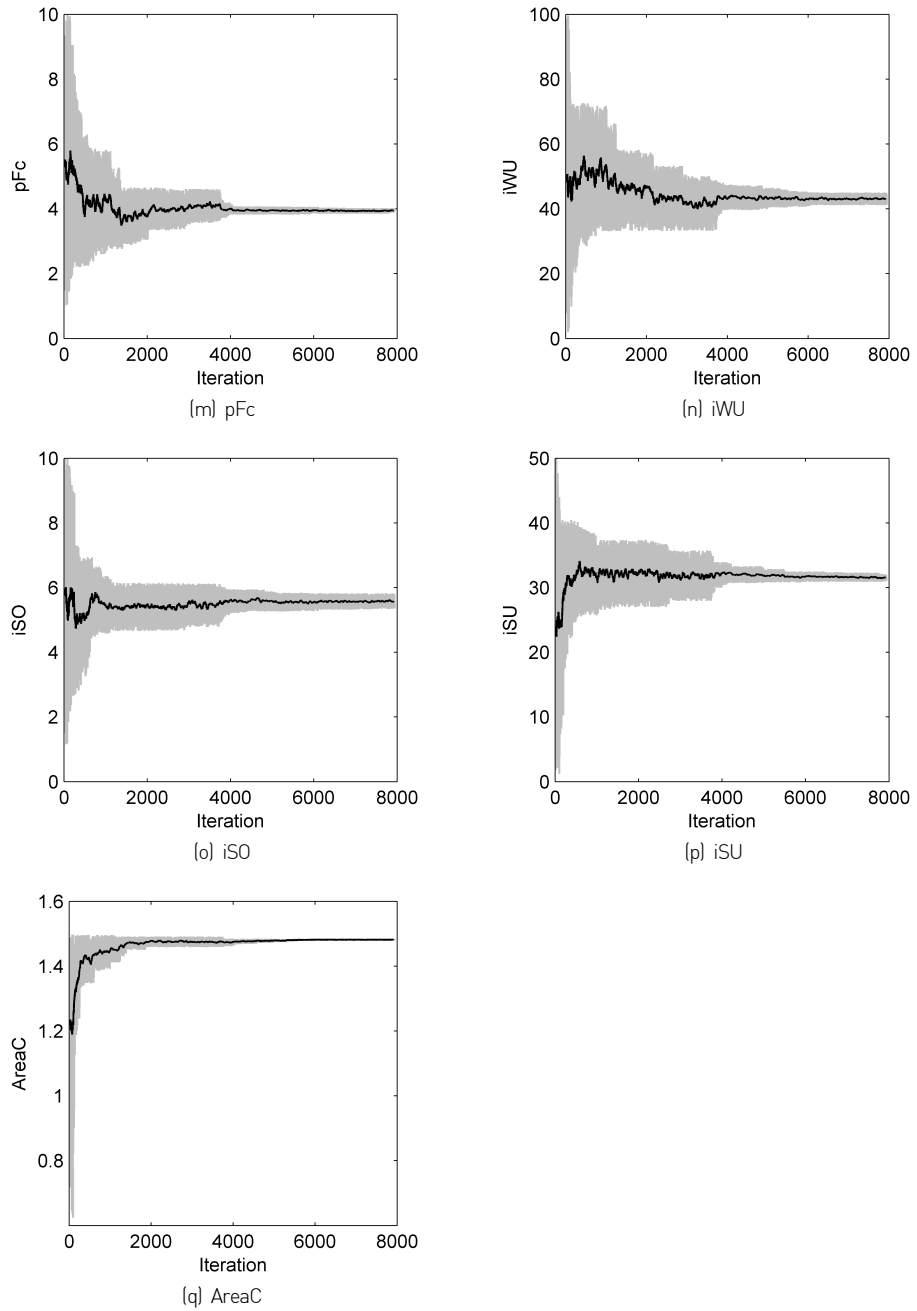 10
8
6
4
2
0
pFc
0 2000 4000 6000 8000
Iteration
(m) pFc
100
80
60
40
20
0
iWU
0 2000 4000 6000 8000
Iteration
(n) iWU
10
8
6
4
2
0
iSO
0 2000 4000 6000 8000
Iteration
(o) iSO
50
40
30
20
10
0
iSU
0 2000 4000 6000 8000
Iteration
(p) iSU
1.6
1.4
1.2
1
0.8
AreaC
0 2000 4000 6000 8000
Iteration
(q) AreaC